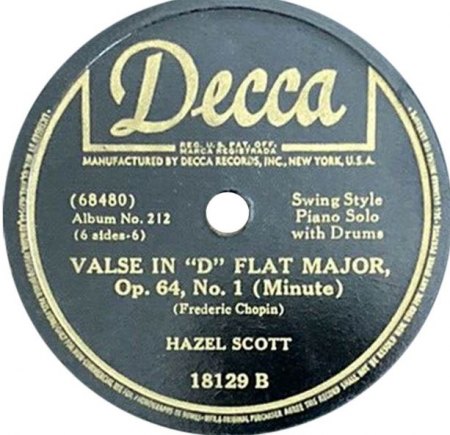 Decca
REG. U.S. PAT. OFF.
MARCA REGISTRADA
MANUFACTURED BY DECCA RECORDS, INC., NEW YORK, U.S.A.
(68480)
Album No. 212
(6 sides-6)
Swing Style
Piano Solo
with Drums
VALSE IN “D” FLAT MAJOR,
Op. 64, No. 1 (Minute)
(Frederic Chopin)
HAZEL SCOTT
18129 B